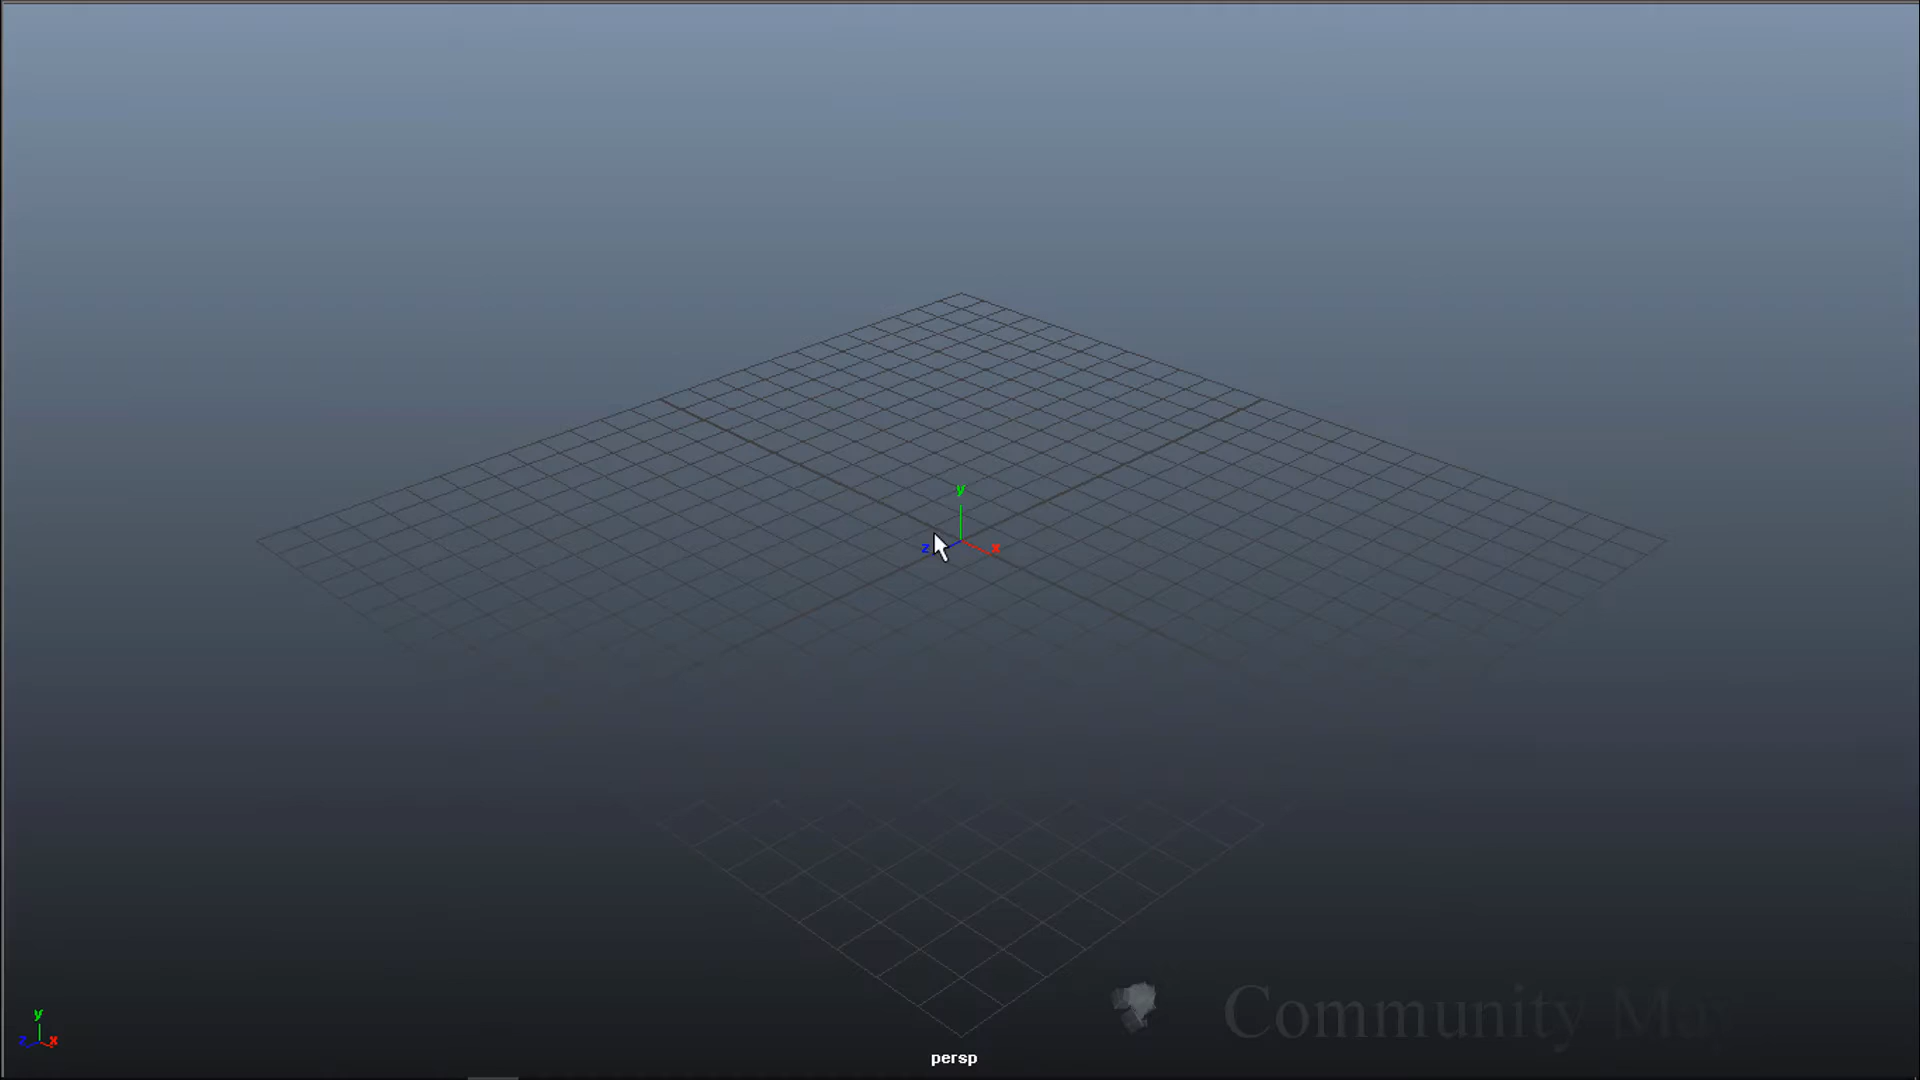 y
z x
y
z x
Community
persp